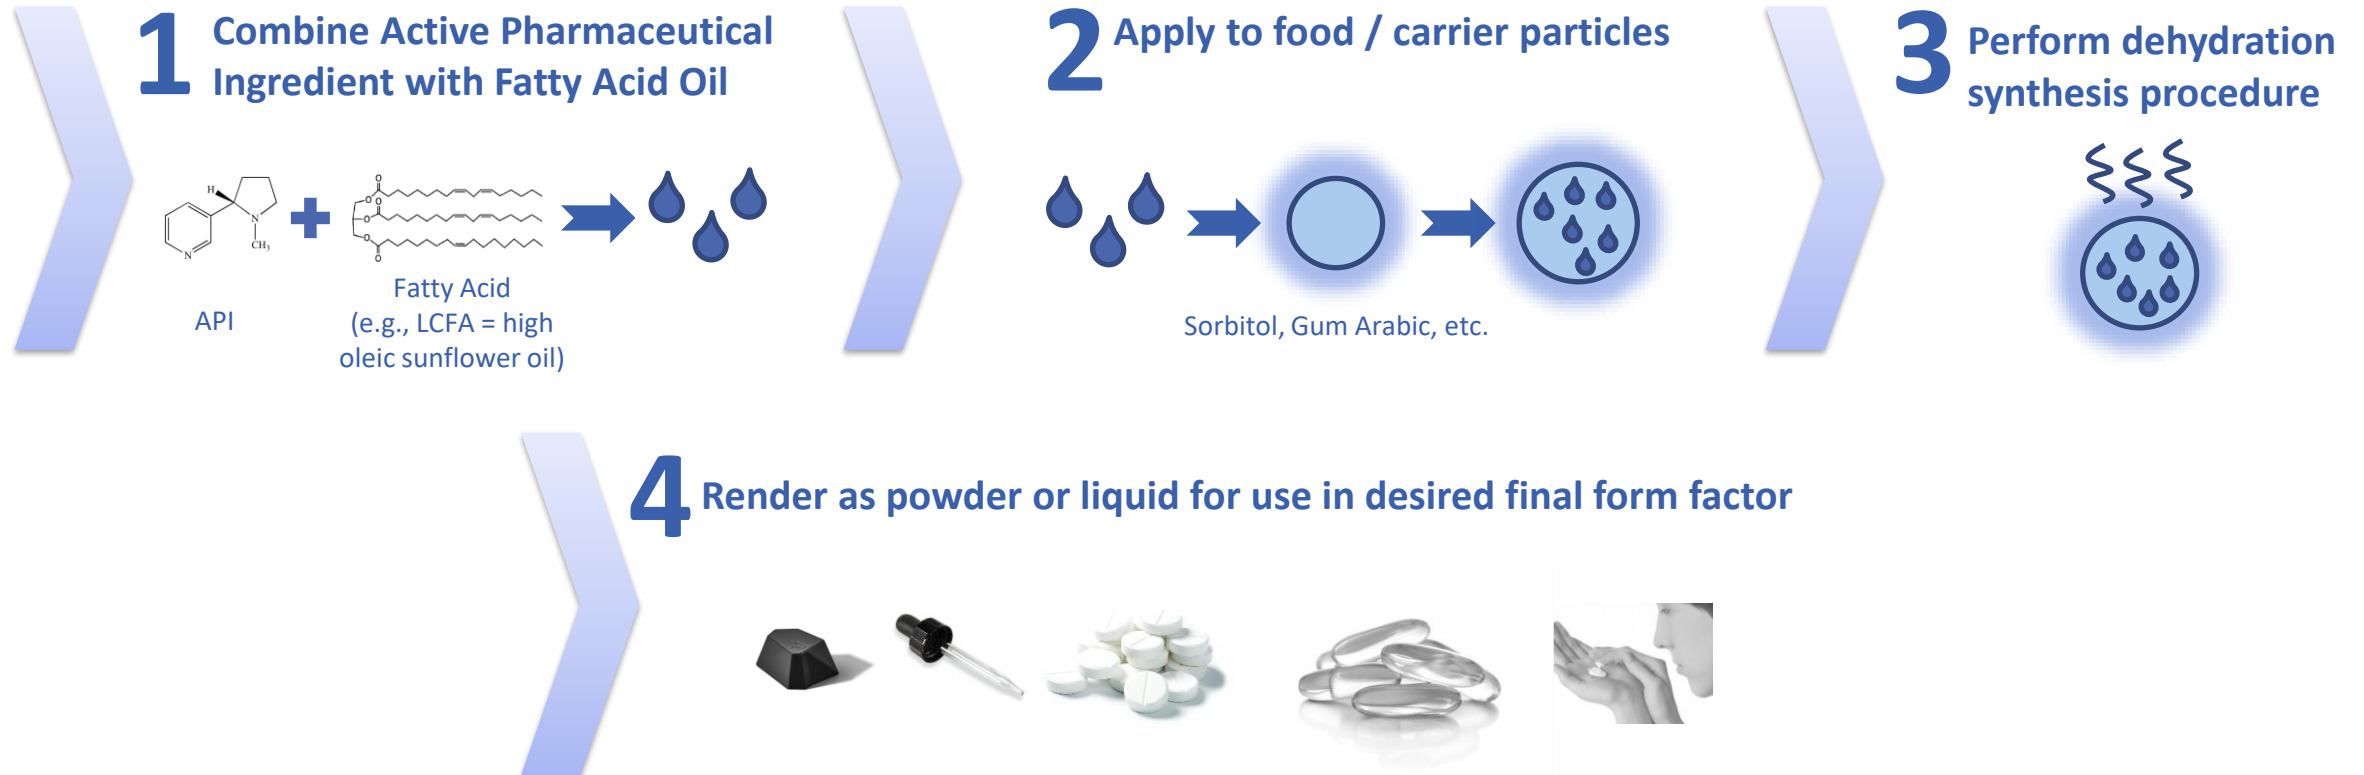 1
Combine Active Pharmaceutical
Ingredient with Fatty Acid Oil
H
N
CH3
N
O
O
O
O
O
O
API
Fatty Acid
(e.g., LCFA = high
oleic sunflower oil)
2
Apply to food / carrier particles
Sorbitol, Gum Arabic, etc.
3
Perform dehydration
synthesis procedure
4
Render as powder or liquid for use in desired final form factor